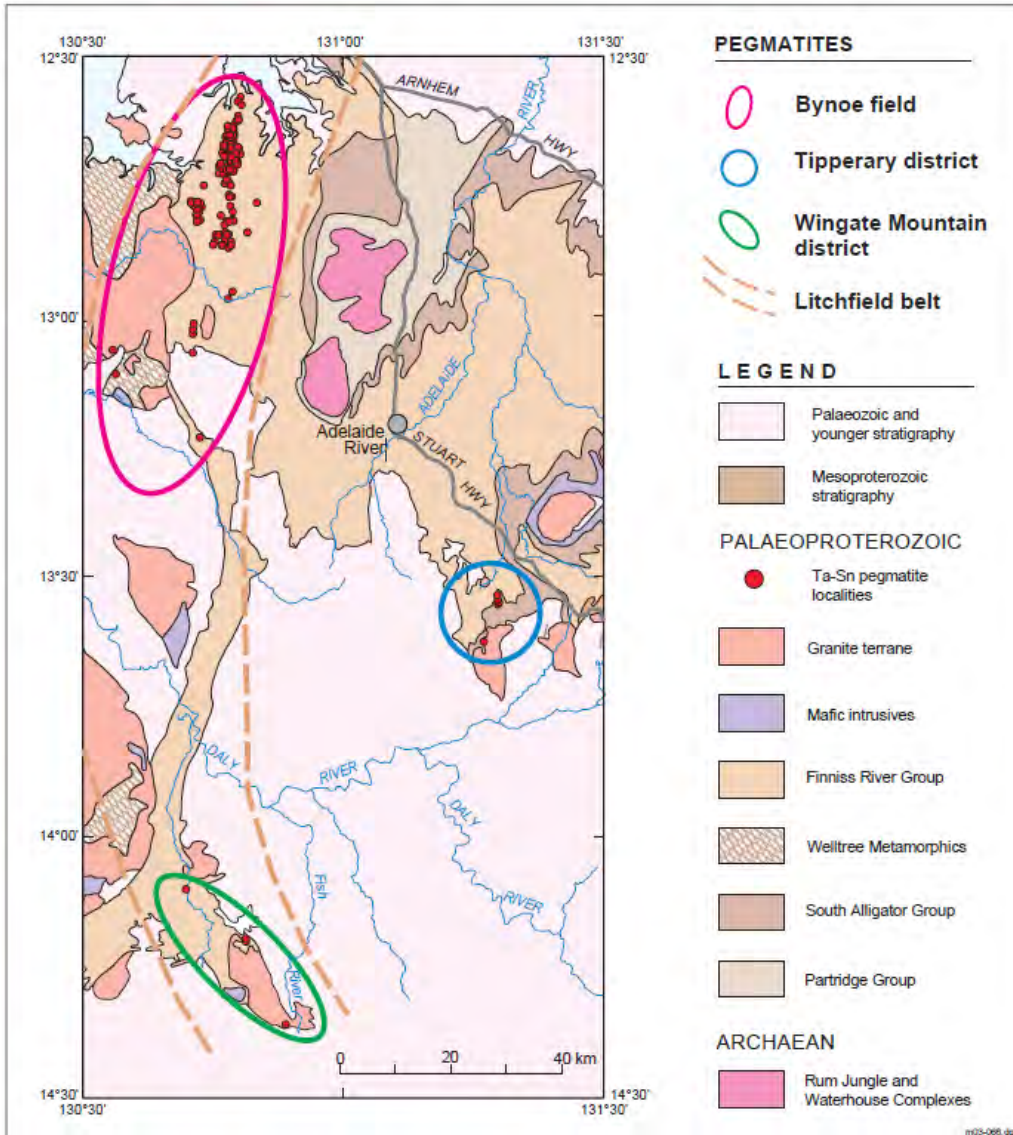 130°30'
131°00'
131°30'
12°30'
12°30'
ARNHEM
HWY
RIVER
13°00'
ADELAIDE
Adelaide
River
STUART
HWY
13°30'
DALY
RIVER
DALY
RIVER
14°00'
Fish
River
0 20 40 km
14°30'
14°30'
130°30'
131°00'
131°30'
PEGMATITES
Bynoe field
Tipperary district
Wingate Mountain
district
Litchfield belt
LEGEND
Palaeozoic and
younger stratigraphy
Mesoproterozoic
stratigraphy
PALAEOPROTEROZOIC
Ta-Sn pegmatite
localities
Granite terrane
Mafic intrusives
Finniss River Group
Welltree Metamorphics
South Alligator Group
Partridge Group
ARCHAEAN
Rum Jungle and
Waterhouse Complexes